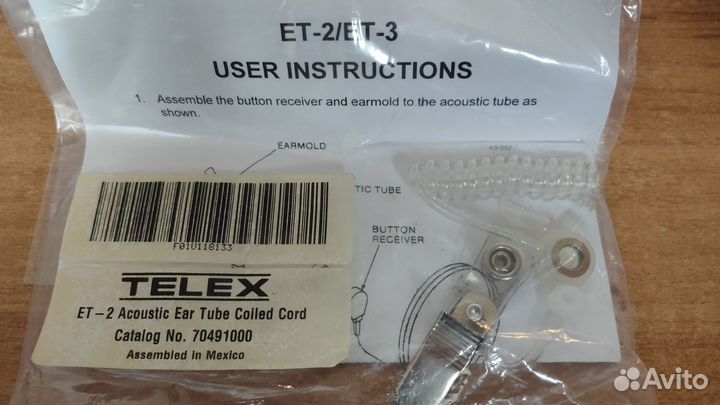 ET-2/ET-3
USER INSTRUCTIONS
1. Assemble the button receiver and earmold to the acoustic tube as
shown.
EARMOLD
TIC TUBE
BUTTON
RECEIVER
F01U116133
TELEX
ET-2 Acoustic Ear Tube Coiled Cord
Catalog No. 70491000
Assembled in Mexico
Avito